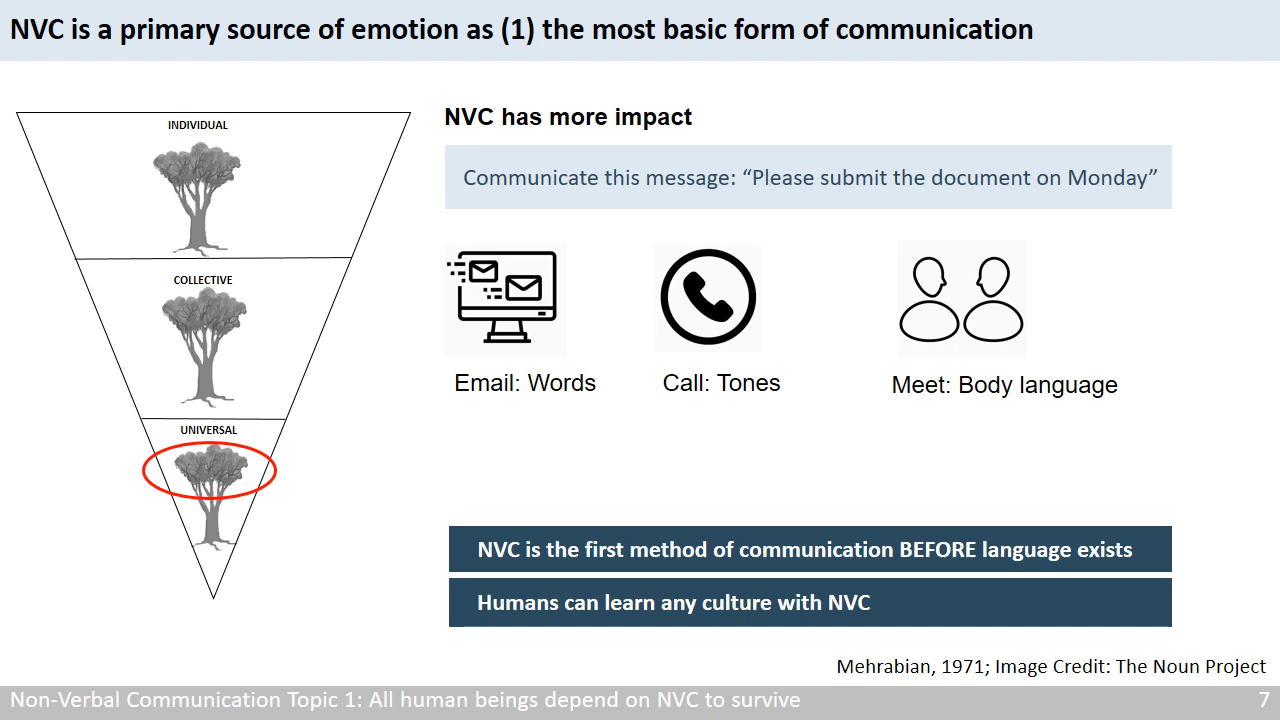 NVC is a primary source of emotion as (1) the most basic form of communication
INDIVIDUAL
COLLECTIVE
UNIVERSAL
NVC has more impact
Communicate this message: “Please submit the document on Monday”
Email: Words
Call: Tones
Meet: Body language
NVC is the first method of communication BEFORE language exists
Humans can learn any culture with NVC
Mehrabian, 1971; Image Credit: The Noun Project
Non-Verbal Communication Topic 1: All human beings depend on NVC to survive
7